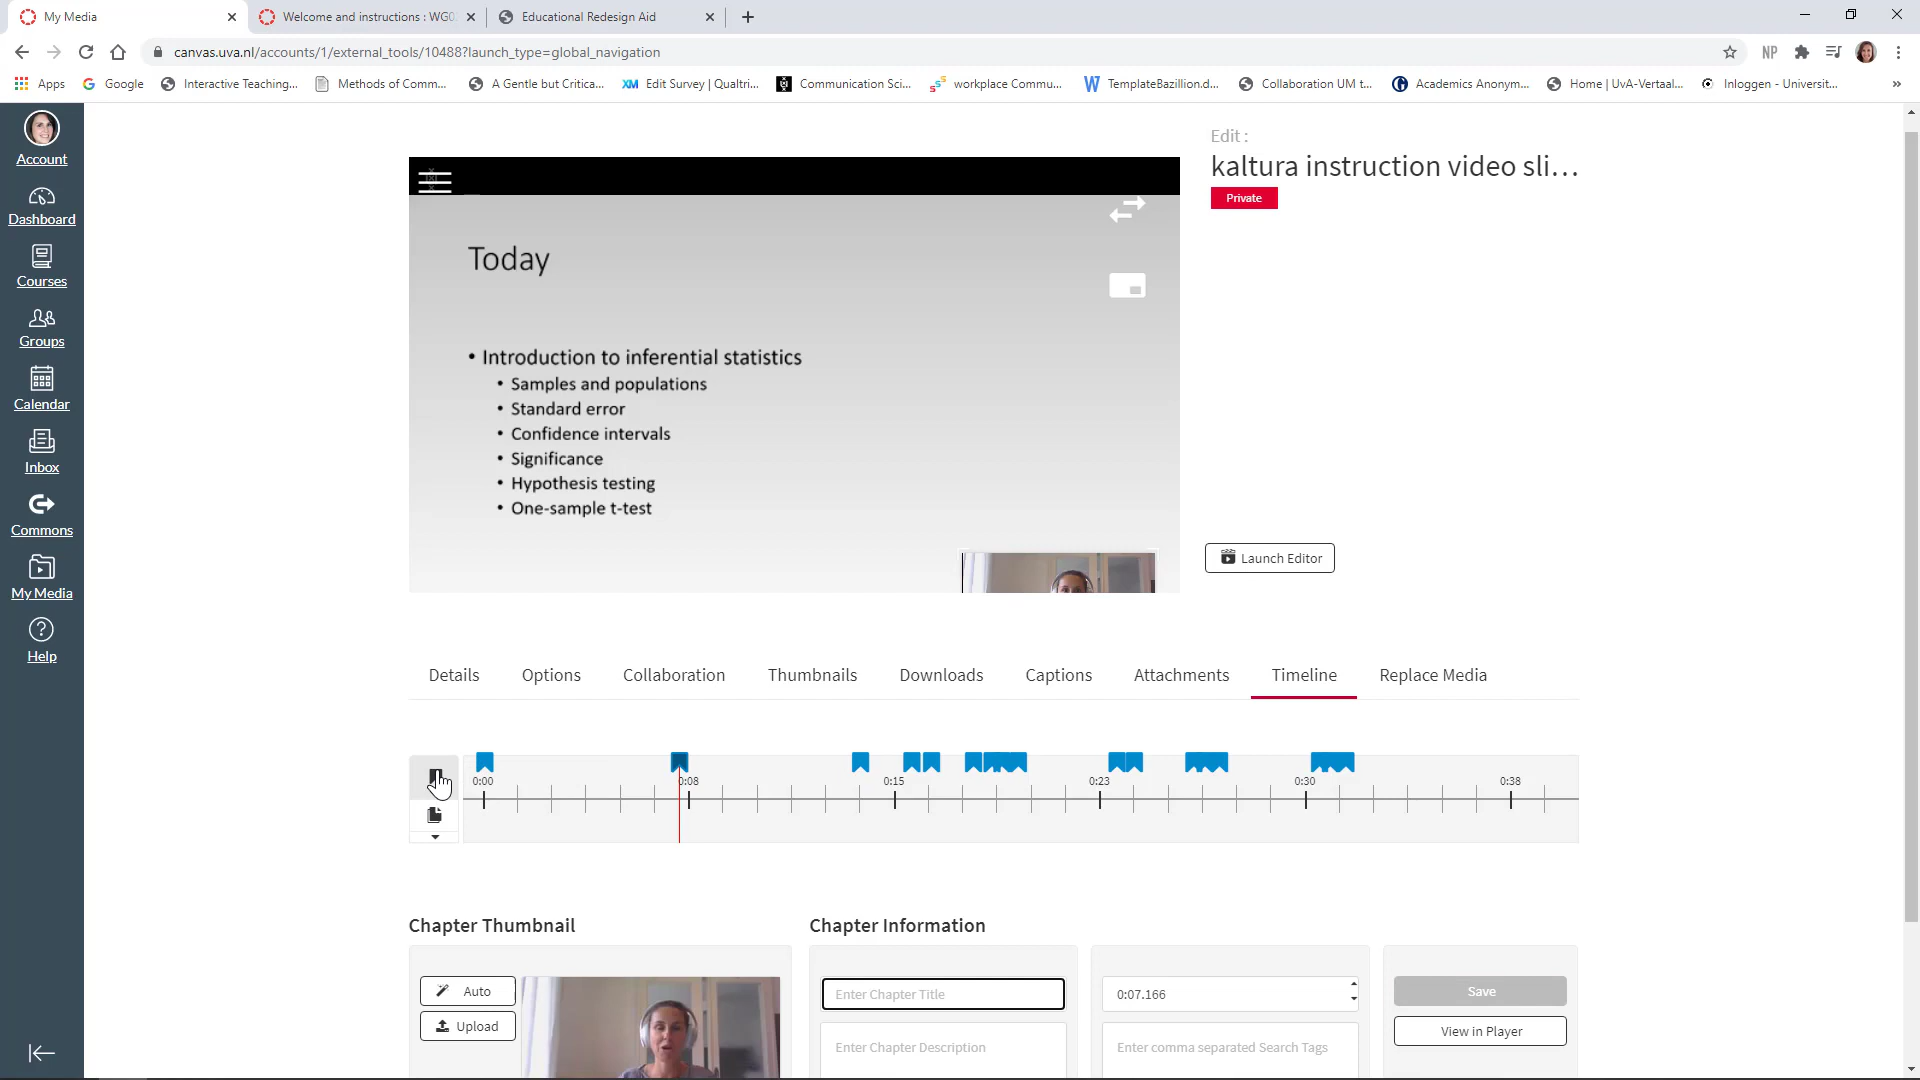 My Media
Welcome and instructions : WG0
Educational Redesign Aid
canvas.uva.nl/accounts/1/external_tools/10488?launch_type=global_navigation
NP
Apps
Google
Interactive Teaching...
Methods of Comm...
A Gentle but Critica...
XM
Edit Survey | Qualtri...
Communication Sci...
workplace Commu...
W
TemplateBazillion.d...
Collaboration UM t...
Academics Anonym...
Home | UvA-Vertaal...
Inloggen - Universit...
»
Account
Dashboard
Courses
Groups
Calendar
Inbox
Commons
My Media
Help
Edit :
kaltura instruction video sli...
Private
Today
• Introduction to inferential statistics
• Samples and populations
• Standard error
• Confidence intervals
• Significance
• Hypothesis testing
• One-sample t-test
Launch Editor
Details
Options
Collaboration
Thumbnails
Downloads
Captions
Attachments
Timeline
Replace Media
0:00
0:08
0:15
0:23
0:30
0:38
Chapter Thumbnail
Auto
Upload
Chapter Information
Enter Chapter Title
0:07.166
Save
View in Player
Enter Chapter Description
Enter comma separated Search Tags